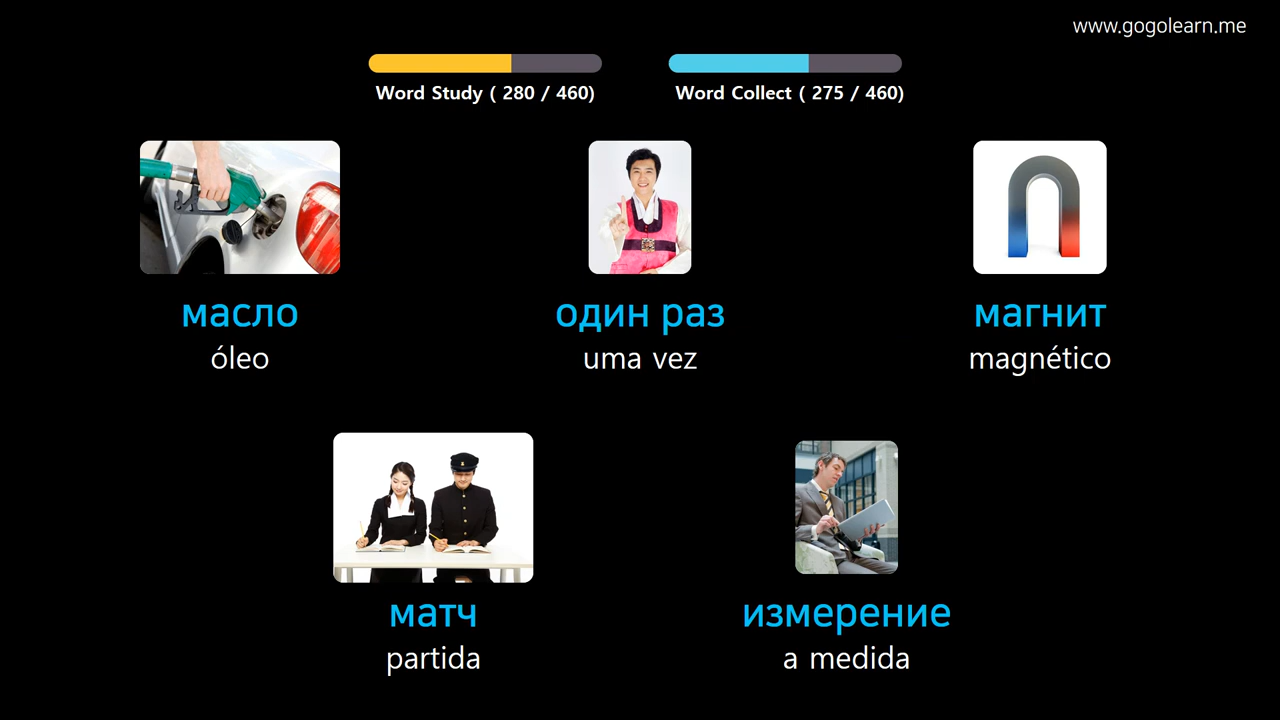 www.gogolearn.me
Word Study ( 280 / 460)
Word Collect ( 275 / 460)
масло
óleo
один раз
uma vez
магнит
magnético
матч
partida
измерение
a medida